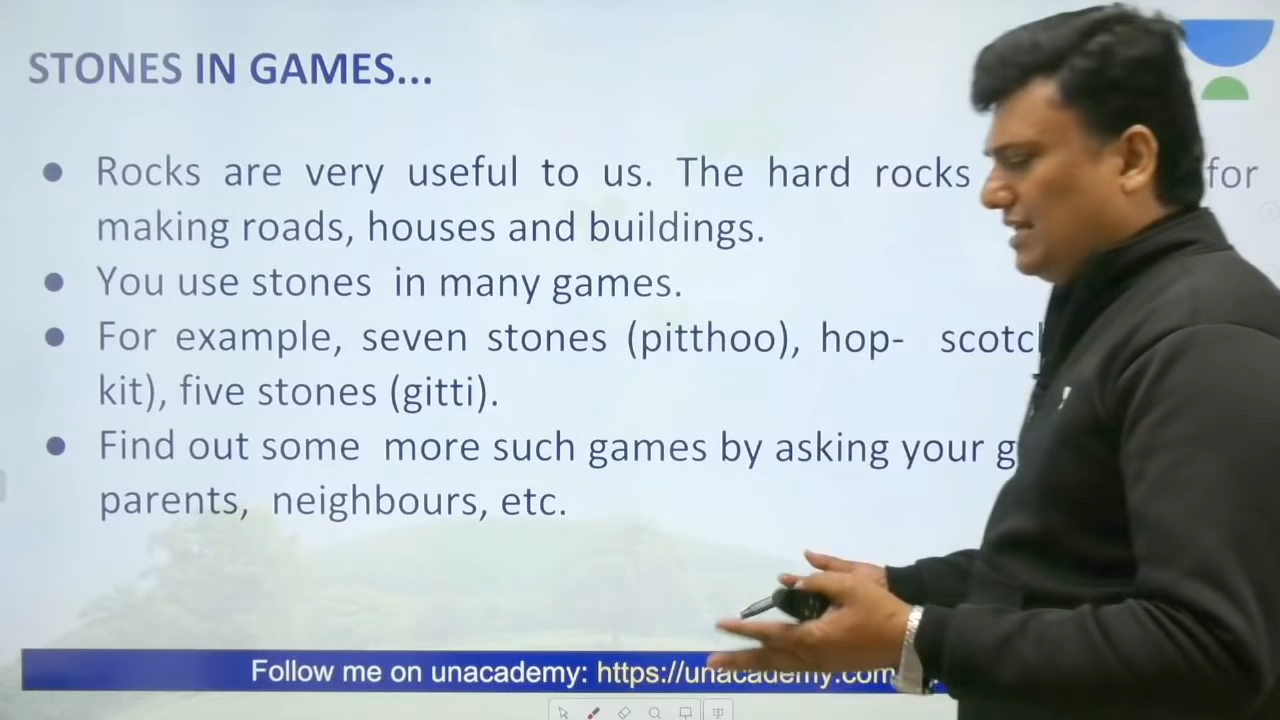 STONES IN GAMES...
● Rocks are very useful to us. The hard rocks for
making roads, houses and buildings.
● You use stones in many games.
● For example, seven stones (pitthoo), hop- scotc
kit), five stones (gitti).
● Find out some more such games by asking your g
parents, neighbours, etc.
Follow me on unacademy: https://unacademy.com